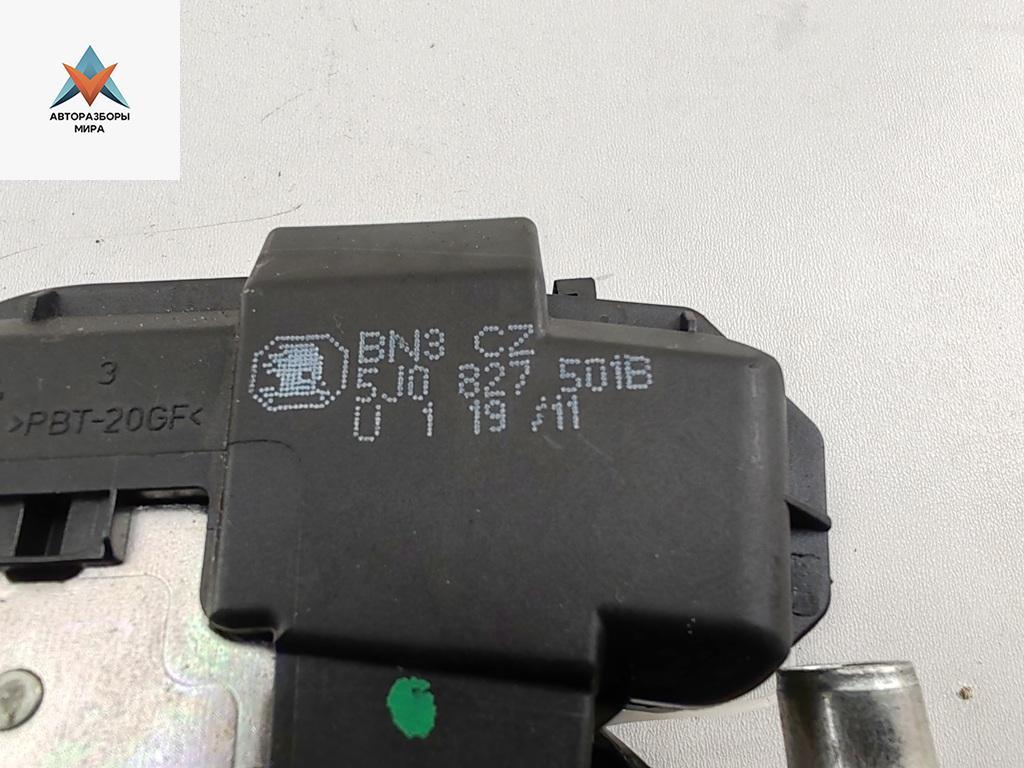 АВТОРАЗБОРЫ
МИРА
BN3 CZ
5J0 827 501B
U 1 19 /11
3
>PBT-20GF<